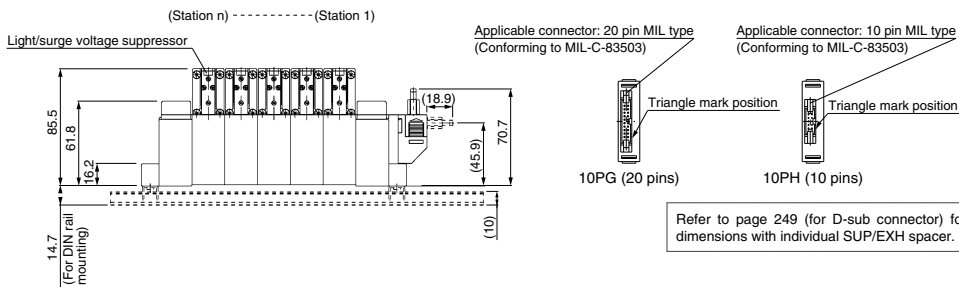 (Station n) ---------- (Station 1)
Light/surge voltage suppressor
85.5
61.8
16.2
14.7
(For DIN rail
mounting)
(18.9)
(45.9)
70.7
(10)
Applicable connector: 20 pin MIL type
(Conforming to MIL-C-83503)
Triangle mark position
10PG (20 pins)
Applicable connector: 10 pin MIL type
(Conforming to MIL-C-83503)
Triangle mark position
10PH (10 pins)
Refer to page 249 (for D-sub connector) fo
dimensions with individual SUP/EXH spacer.